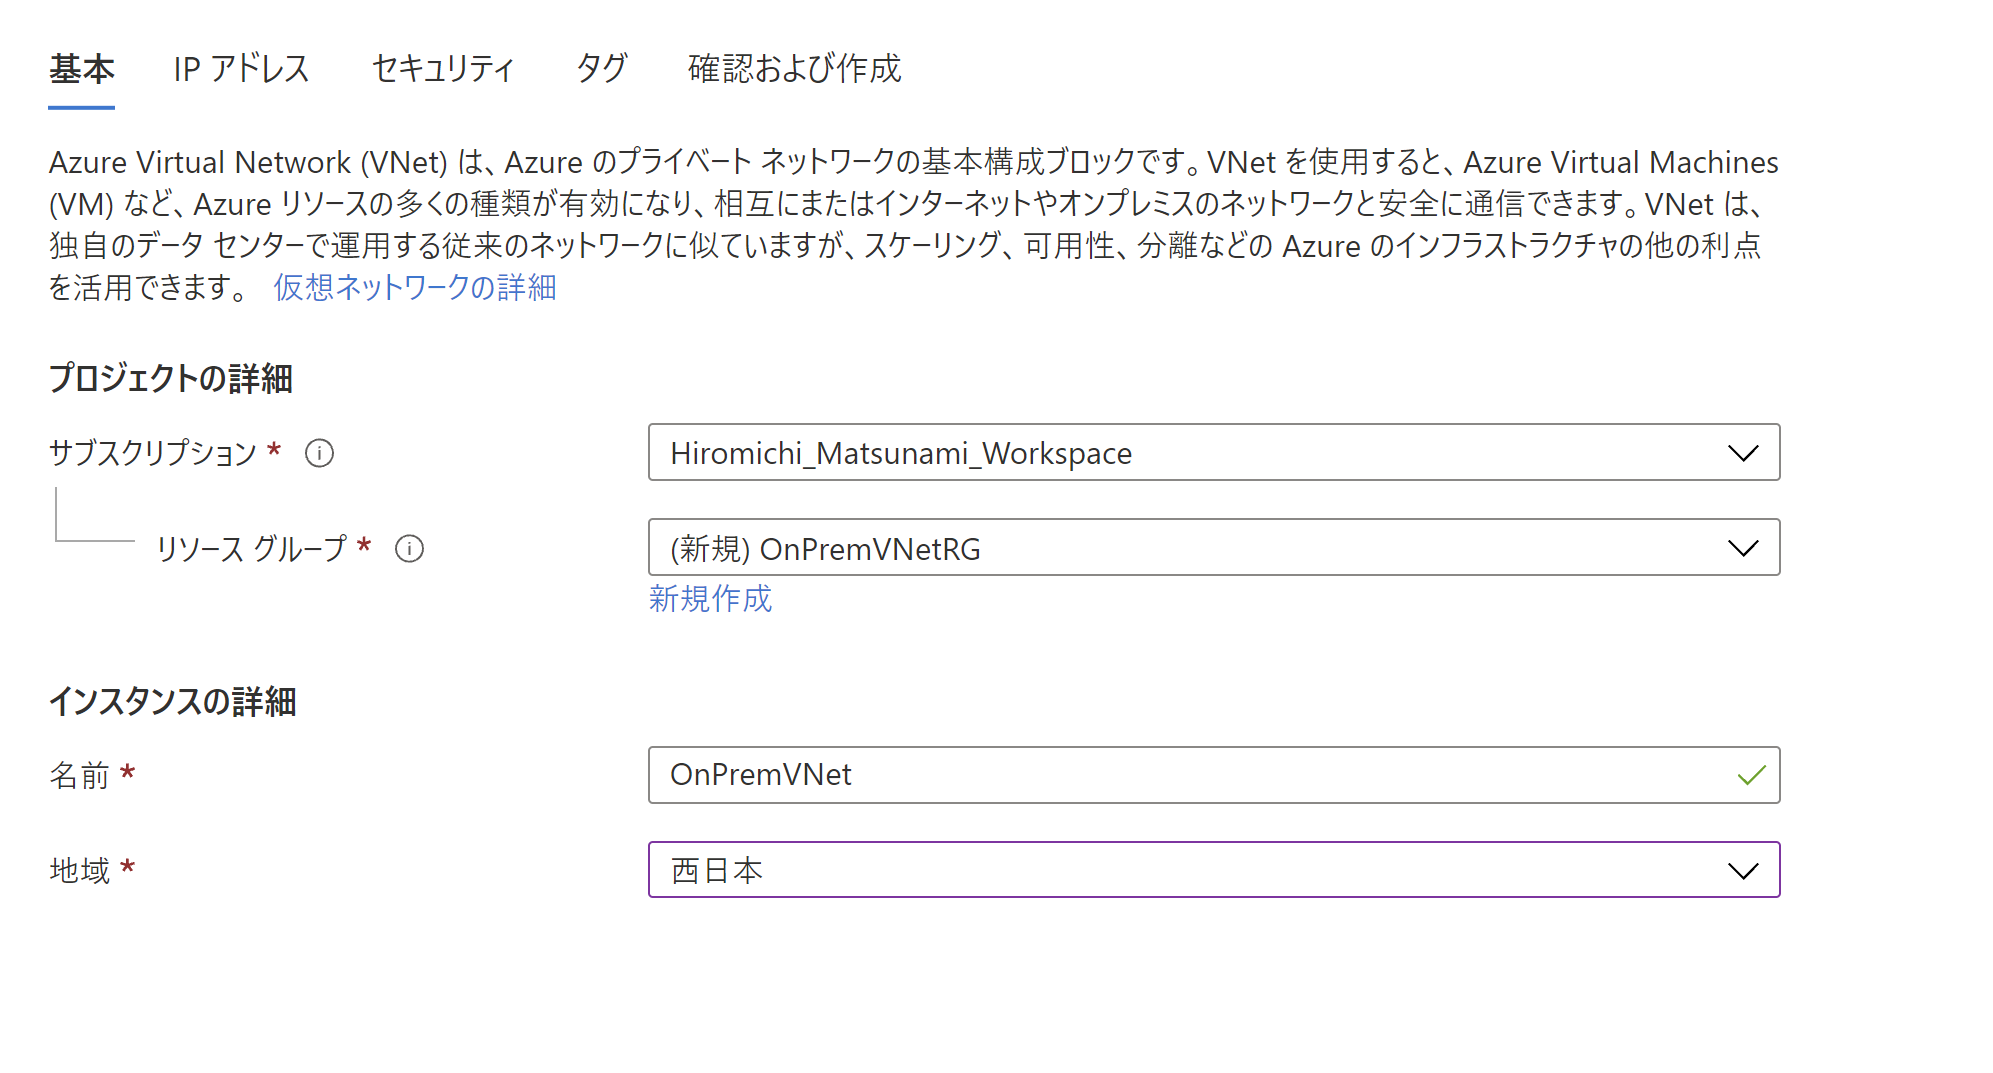 基本 IP アドレス セキュリティ タグ 確認および作成
Azure Virtual Network (VNet) は、Azure のプライベート ネットワークの基本構成ブロックです。VNet を使用すると、Azure Virtual Machines
(VM) など、Azure リソースの多くの種類が有効になり、相互にまたはインターネットやオンプレミスのネットワークと安全に通信できます。VNet は、
独自のデータ センターで運用する従来のネットワークに似ていますが、スケーリング、可用性、分離などの Azure のインフラストラクチャの他の利点
を活用できます。 仮想ネットワークの詳細
プロジェクトの詳細
サブスクリプション * Hiromichi_Matsunami_Workspace
リソース グループ * (新規) OnPremVNetRG
新規作成
インスタンスの詳細
名前 * OnPremVNet
地域 * 西日本